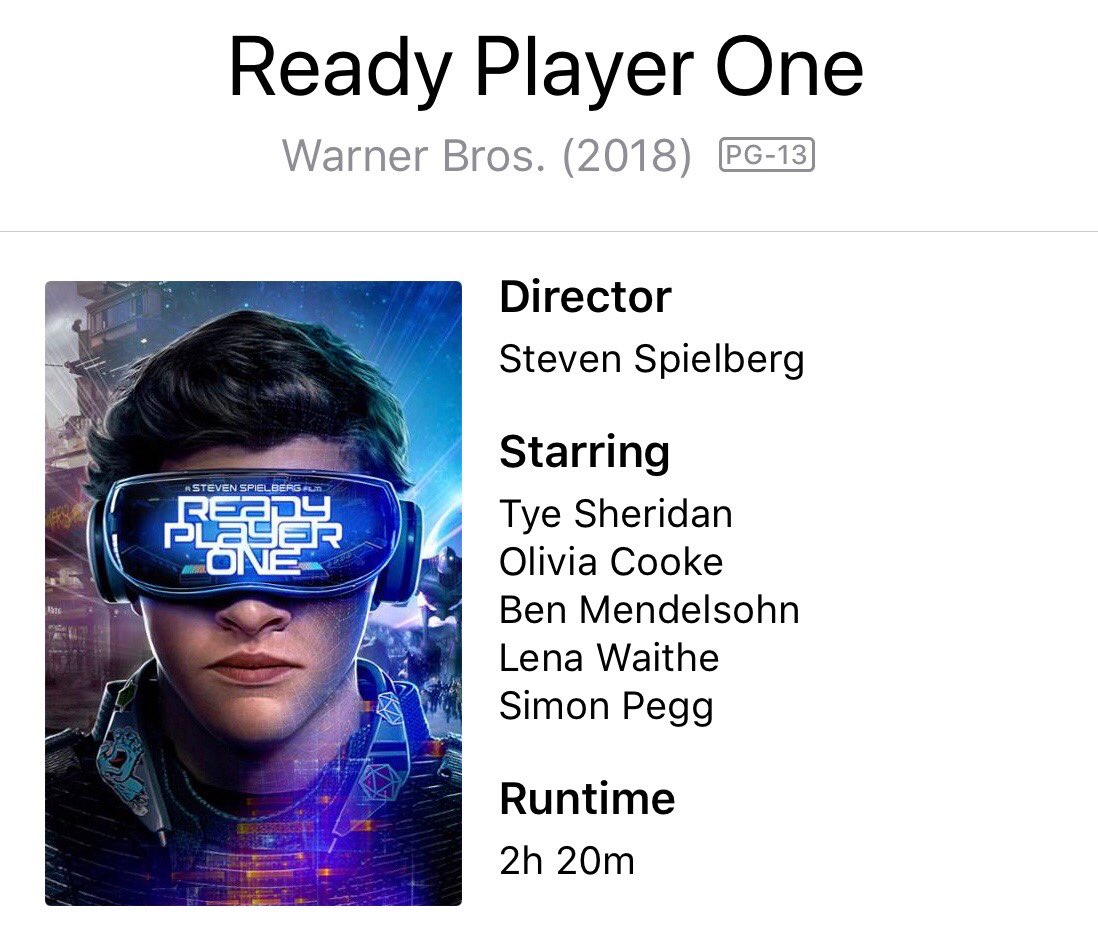 Ready Player One
Warner Bros. (2018) PG-13
A STEVEN SPIELBERG FILM
READY
PLAYER
ONE
Director
Steven Spielberg
Starring
Tye Sheridan
Olivia Cooke
Ben Mendelsohn
Lena Waithe
Simon Pegg
Runtime
2h 20m